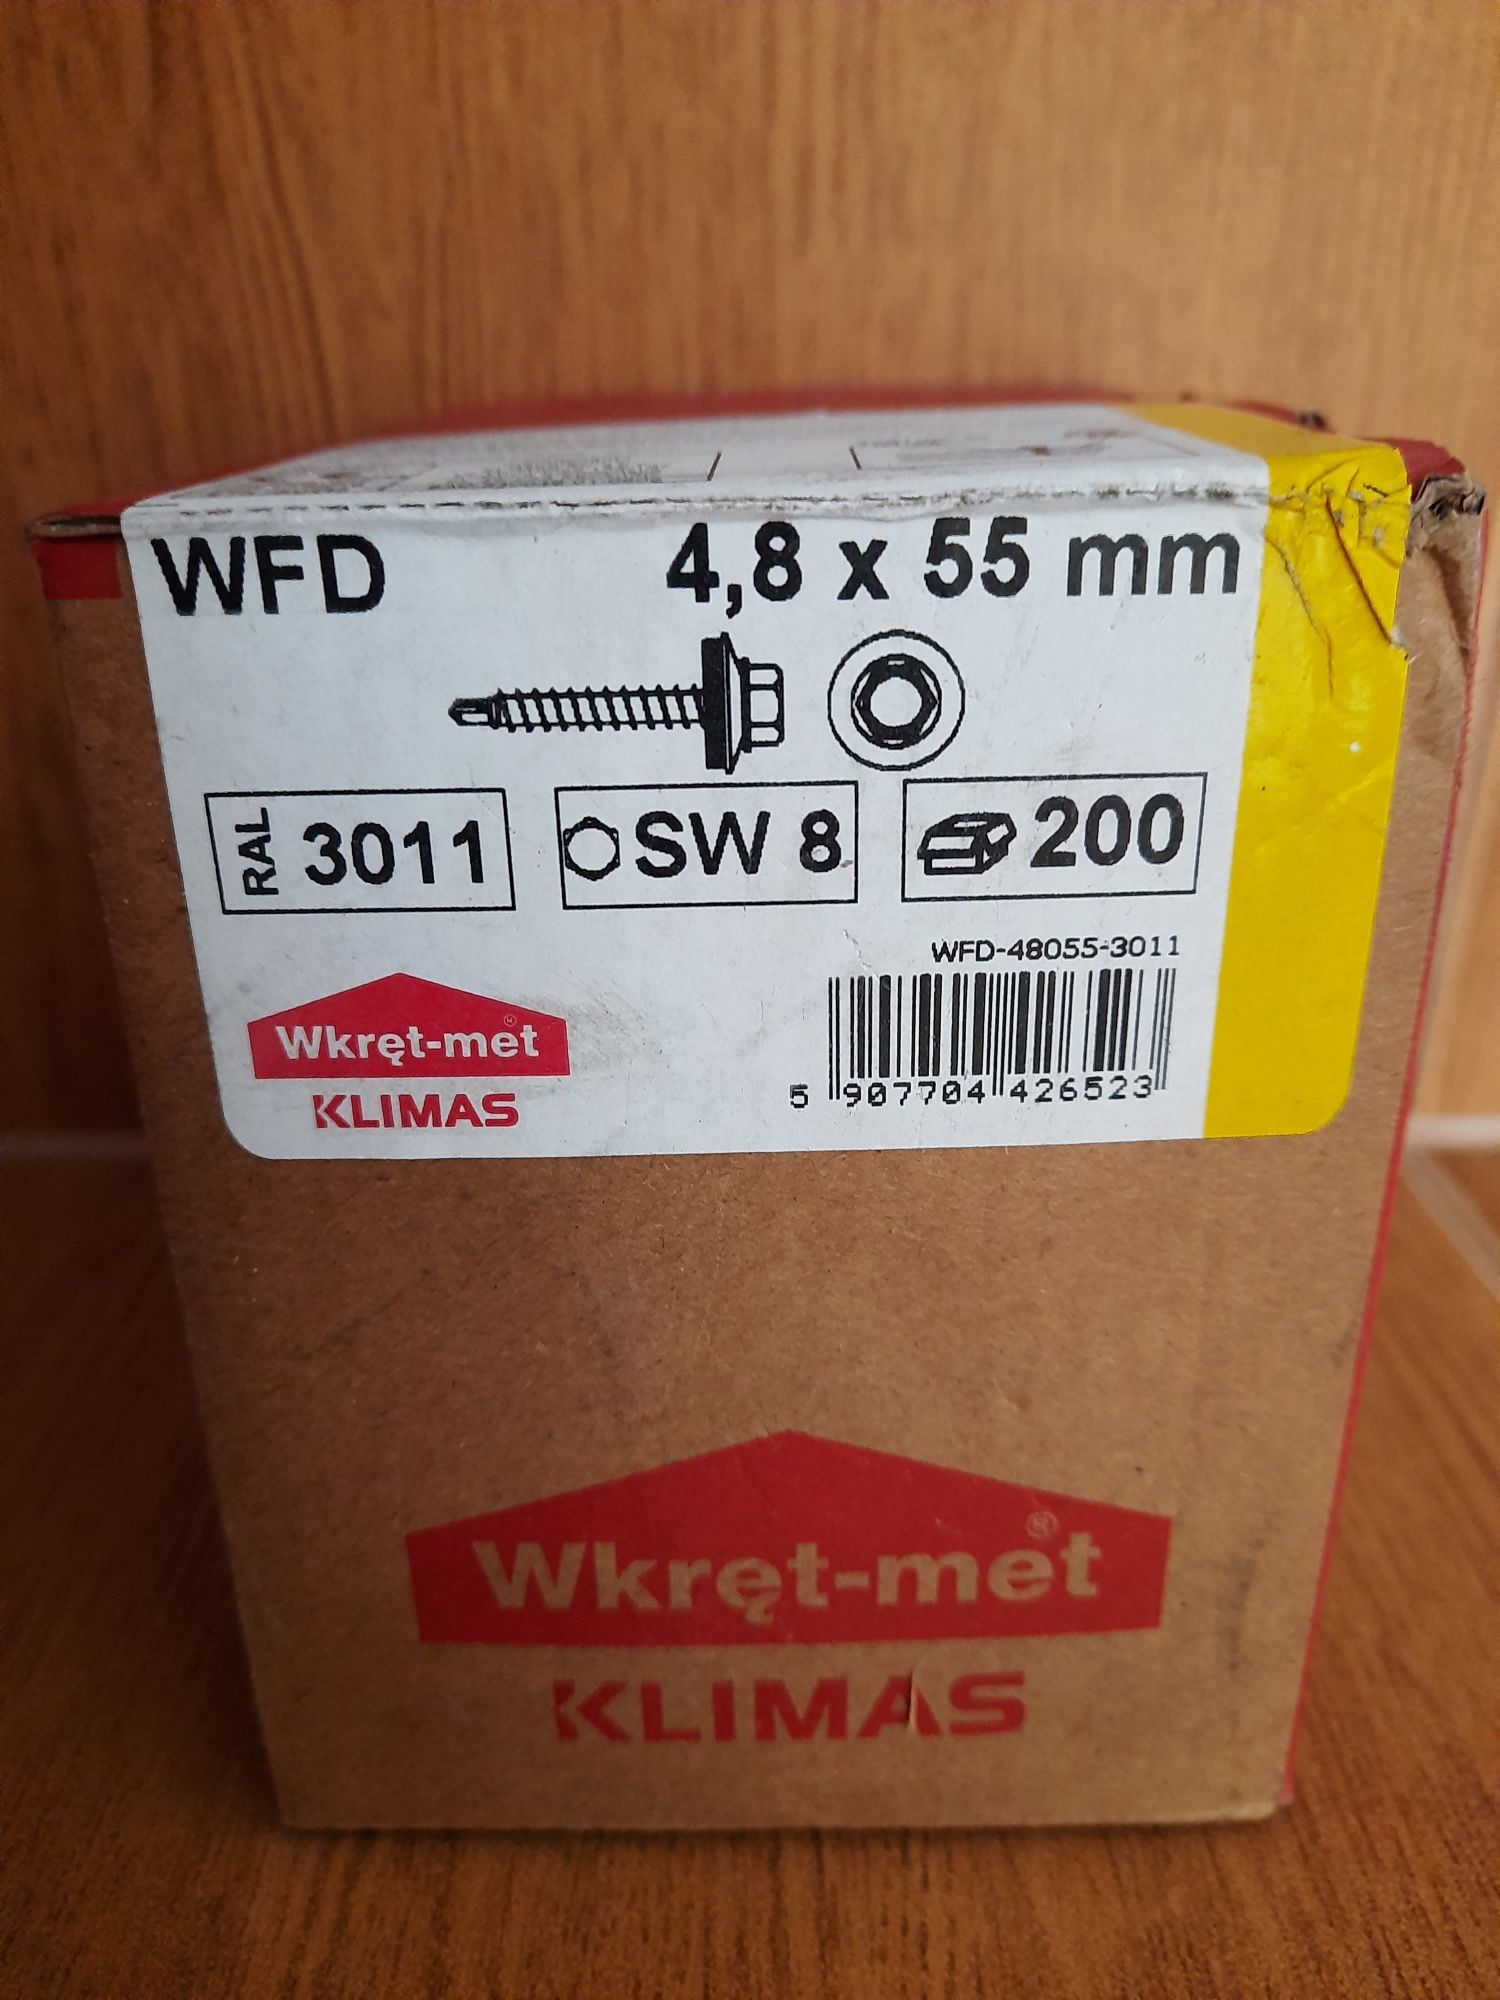 WFD 4,8 x 55 mm
RAL 3011 SW 8 200
WFD-48055-3011
Wkręt-met®
KLIMAS
5 907704 426523
Wkręt-met®
KLIMAS